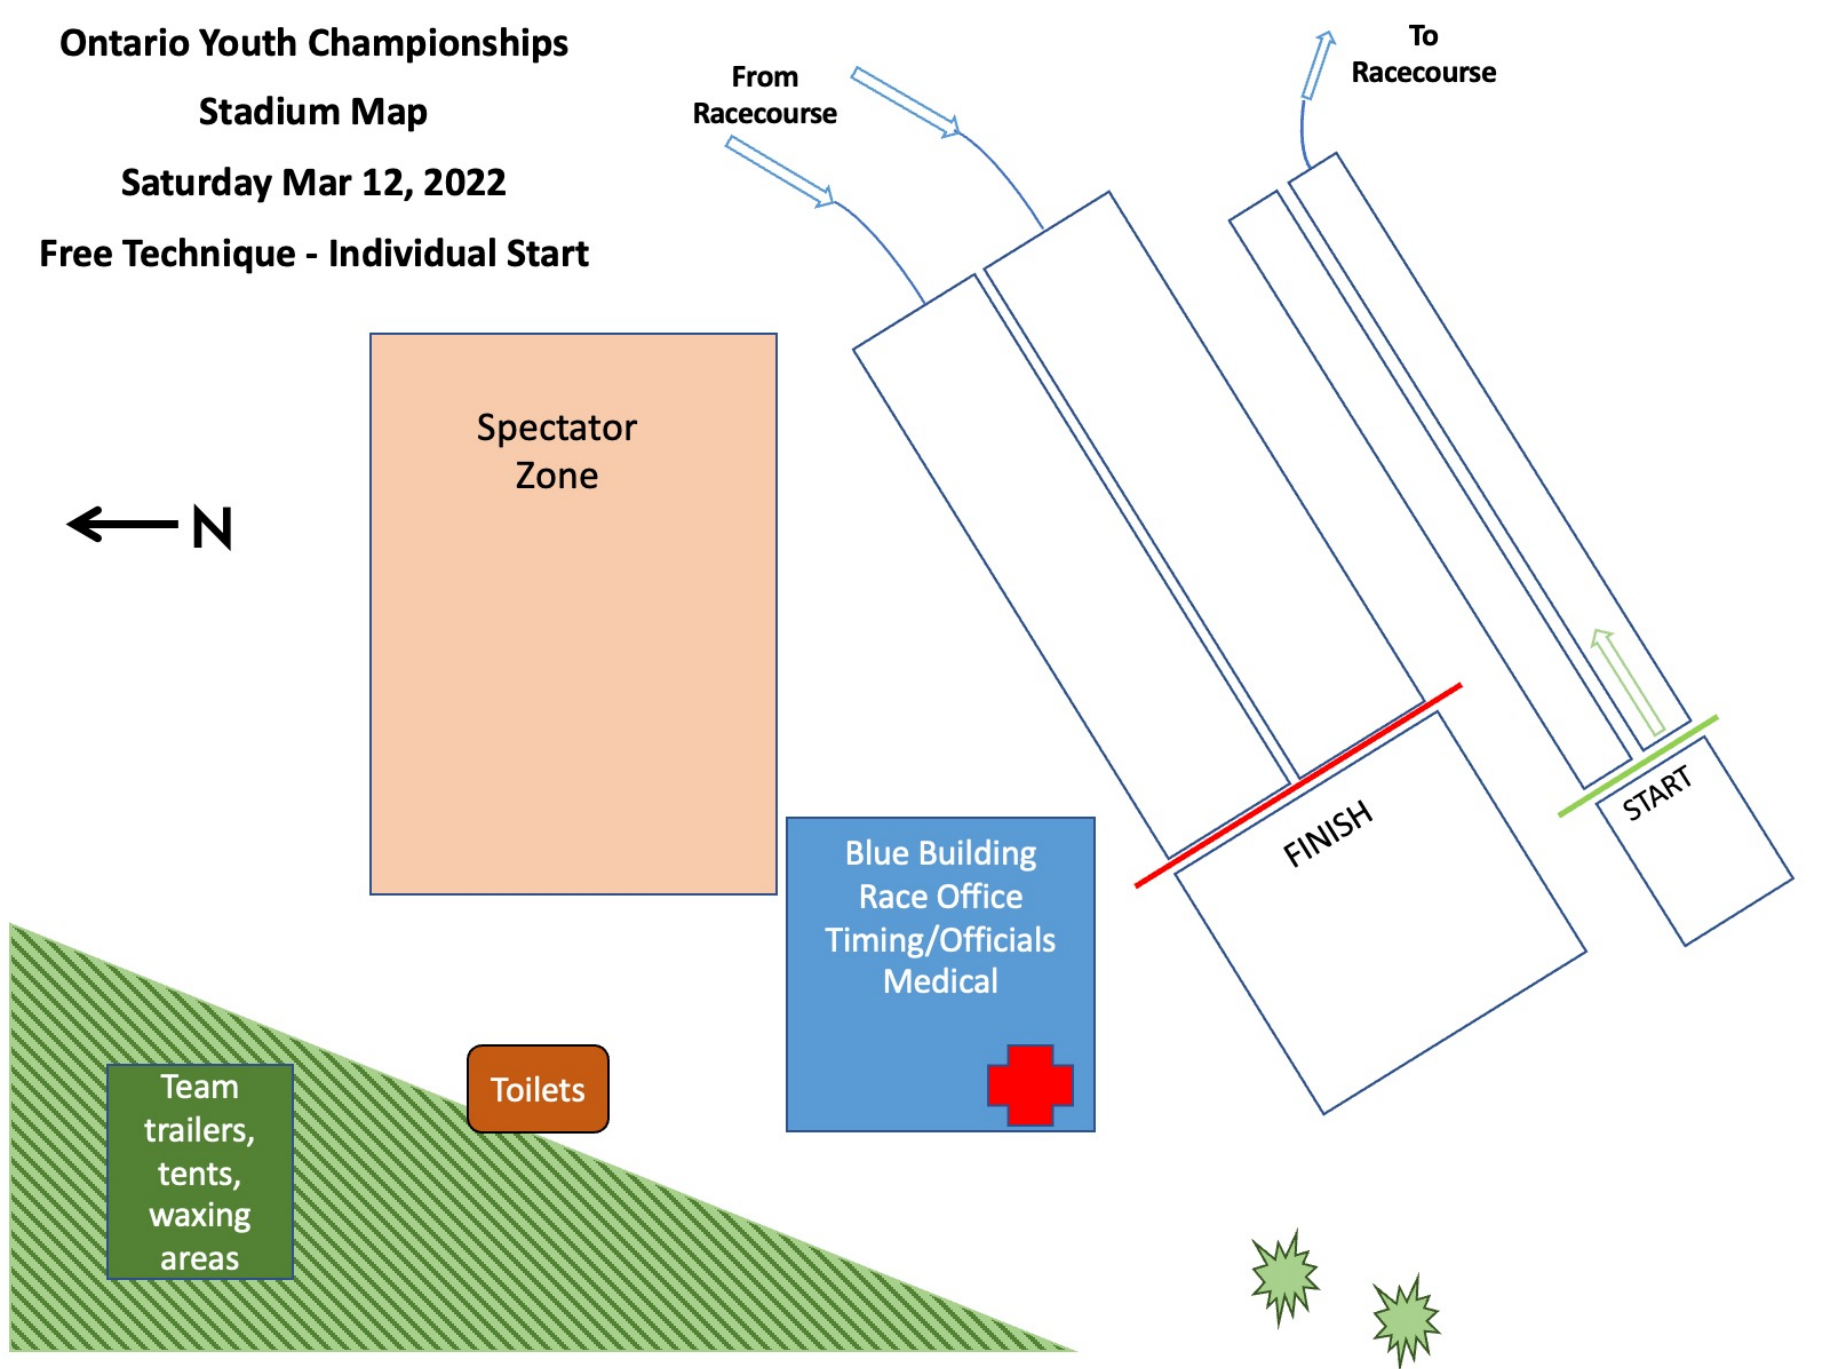 Ontario Youth Championships
Stadium Map
Saturday Mar 12, 2022
Free Technique - Individual Start
From
Racecourse
To
Racecourse
Spectator
Zone
N
Blue Building
Race Office
Timing/Officials
Medical
FINISH
START
Toilets
Team
trailers,
tents,
waxing
areas